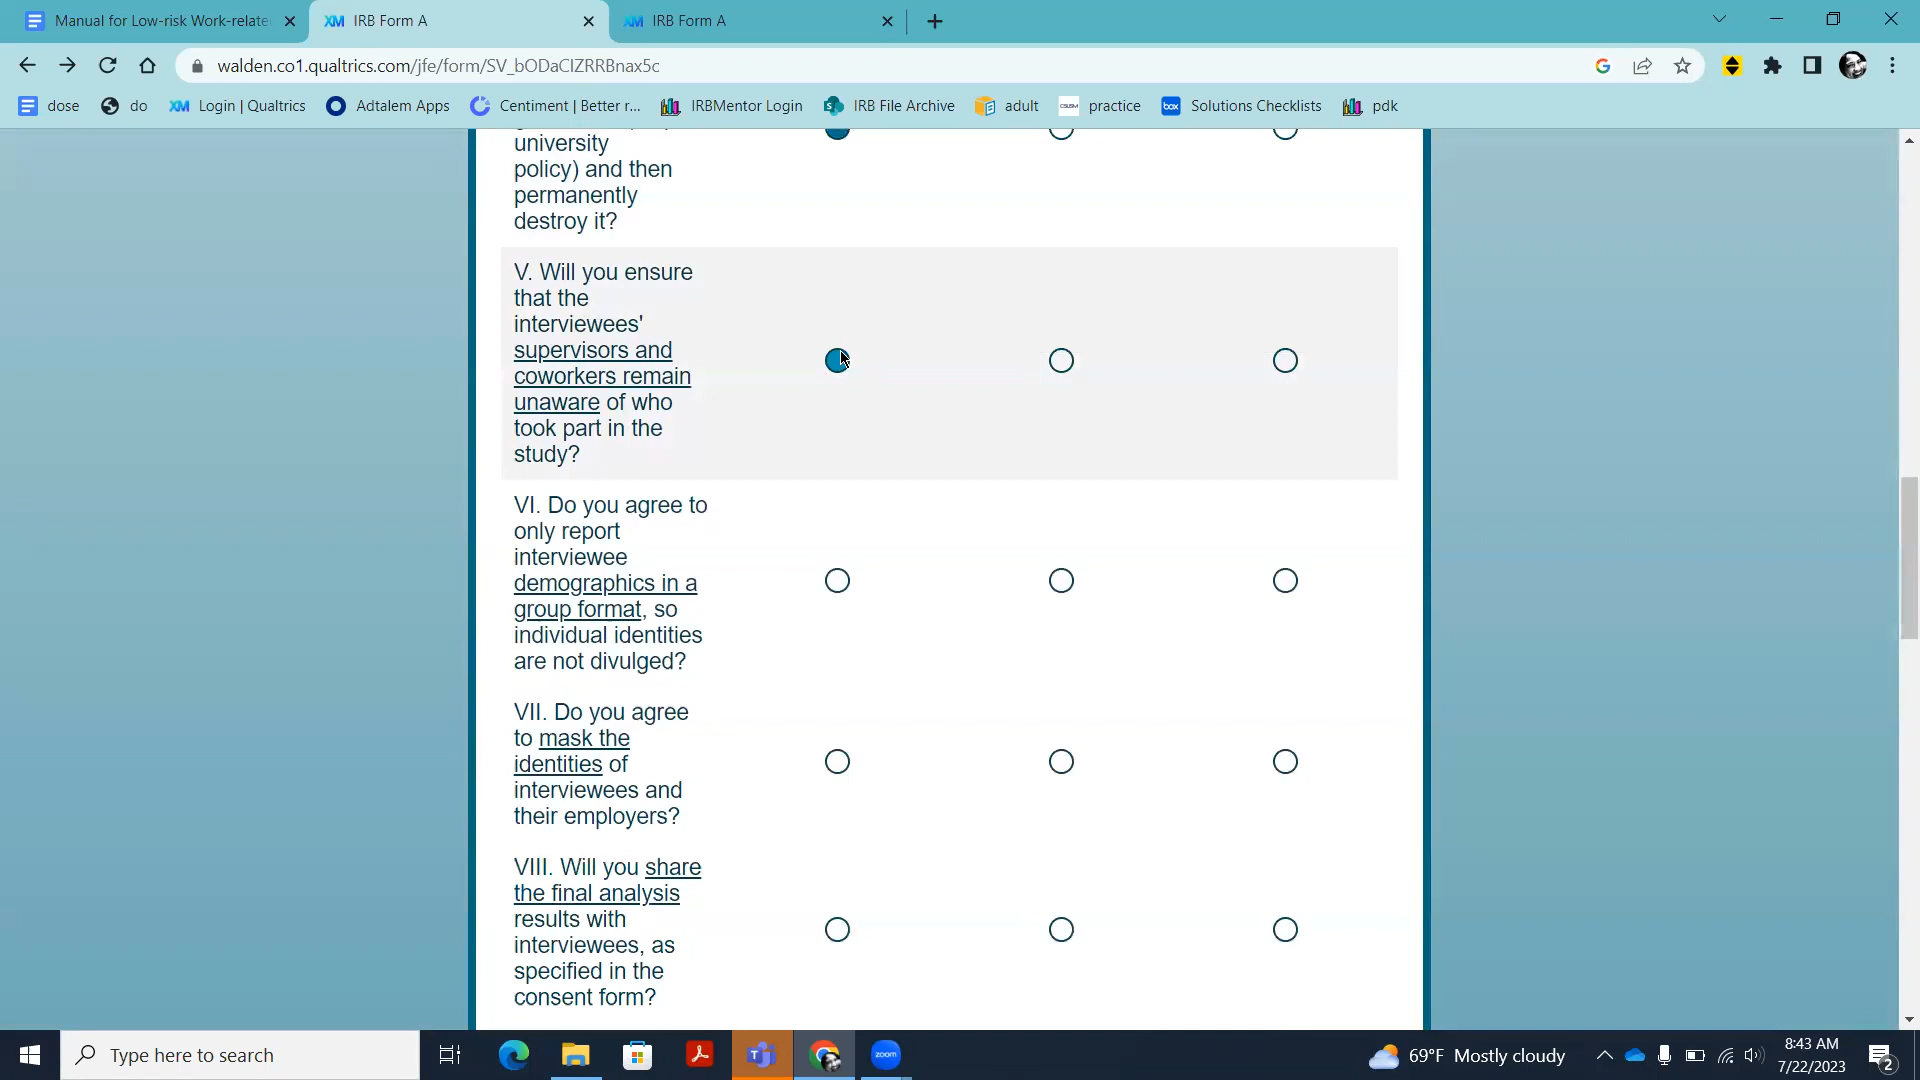 Manual for Low-risk Work-relate
IRB Form A
IRB Form A
walden.co1.qualtrics.com/jfe/form/SV_bODaCIZRRBnax5c
dose
do
XM Login | Qualtrics
Adtalem Apps
Centiment | Better r...
IRBMentor Login
IRB File Archive
adult
CSUSM practice
box Solutions Checklists
pdk
university
policy) and then
permanently
destroy it?
V. Will you ensure
that the
interviewees'
supervisors and
coworkers remain
unaware of who
took part in the
study?
VI. Do you agree to
only report
interviewee
demographics in a
group format, so
individual identities
are not divulged?
VII. Do you agree
to mask the
identities of
interviewees and
their employers?
VIII. Will you share
the final analysis
results with
interviewees, as
specified in the
consent form?
Type here to search
zoom
69°F Mostly cloudy
8:43 AM
7/22/2023
2